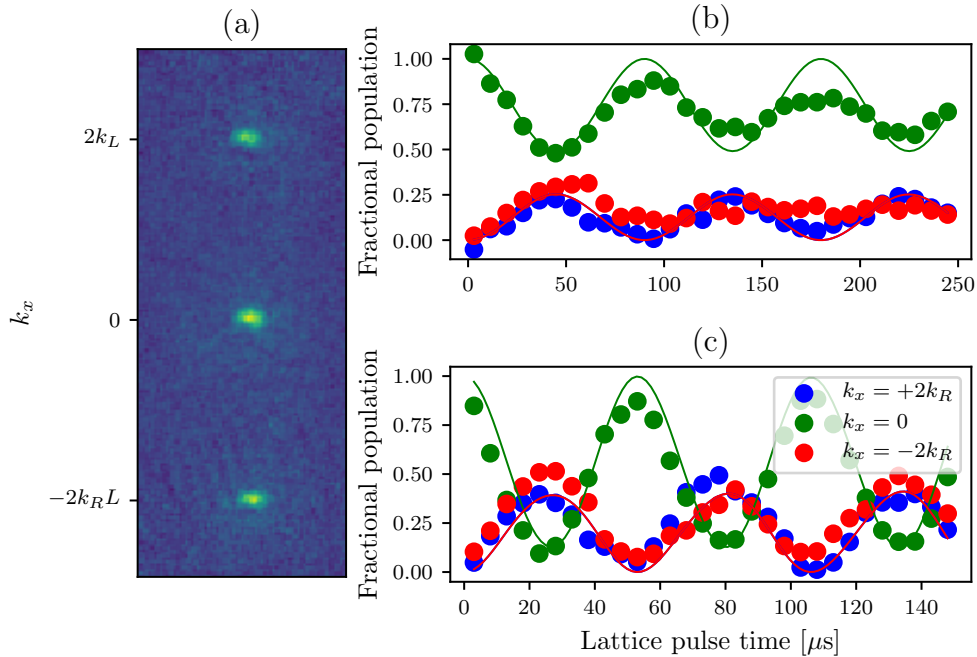 (a)
2k_L
0
−2k_RL
k_x
(b)
Fractional population
1.00
0.75
0.50
0.25
0.00
0
50
100
150
200
250
(c)
Fractional population
1.00
0.75
0.50
0.25
0.00
k_x = +2k_R
k_x = 0
k_x = −2k_R
0
20
40
60
80
100
120
140
Lattice pulse time [μs]